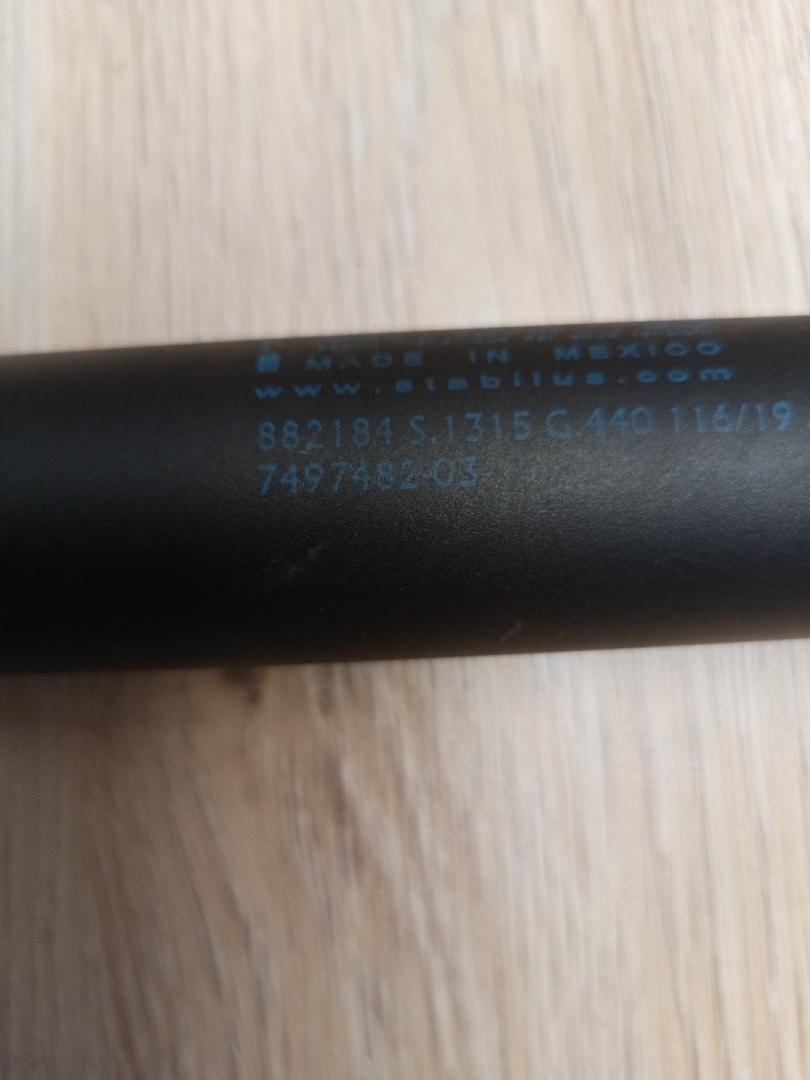 MADE IN MEXICO
www.stabilus.com
882184 S.1315 G.440 116/19
7497482-03